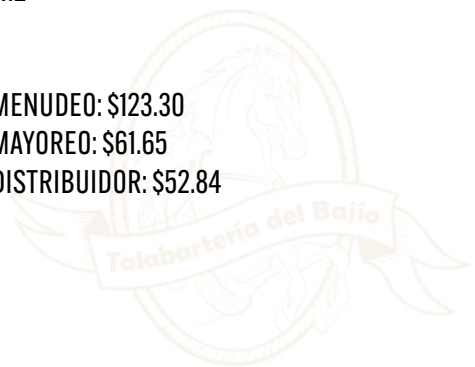 MENUDEO: $123.30
MAYOREO: $61.65
DISTRIBUIDOR: $52.84
Talabartería del Bajío